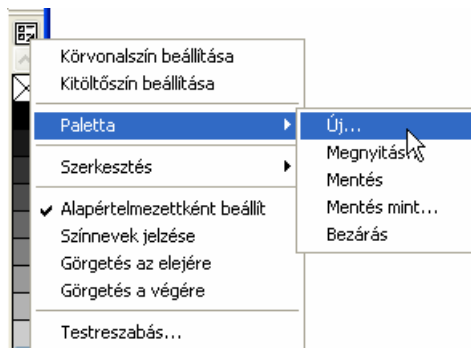 Körvonalszín beállítása
Kitöltőszín beállítása
Paletta
Szerkesztés
Alapértelmezettként beállít
Színnevek jelzése
Görgetés az elejére
Görgetés a végére
Testreszabás...
Új...
Megnyitás...
Mentés
Mentés mint...
Bezárás